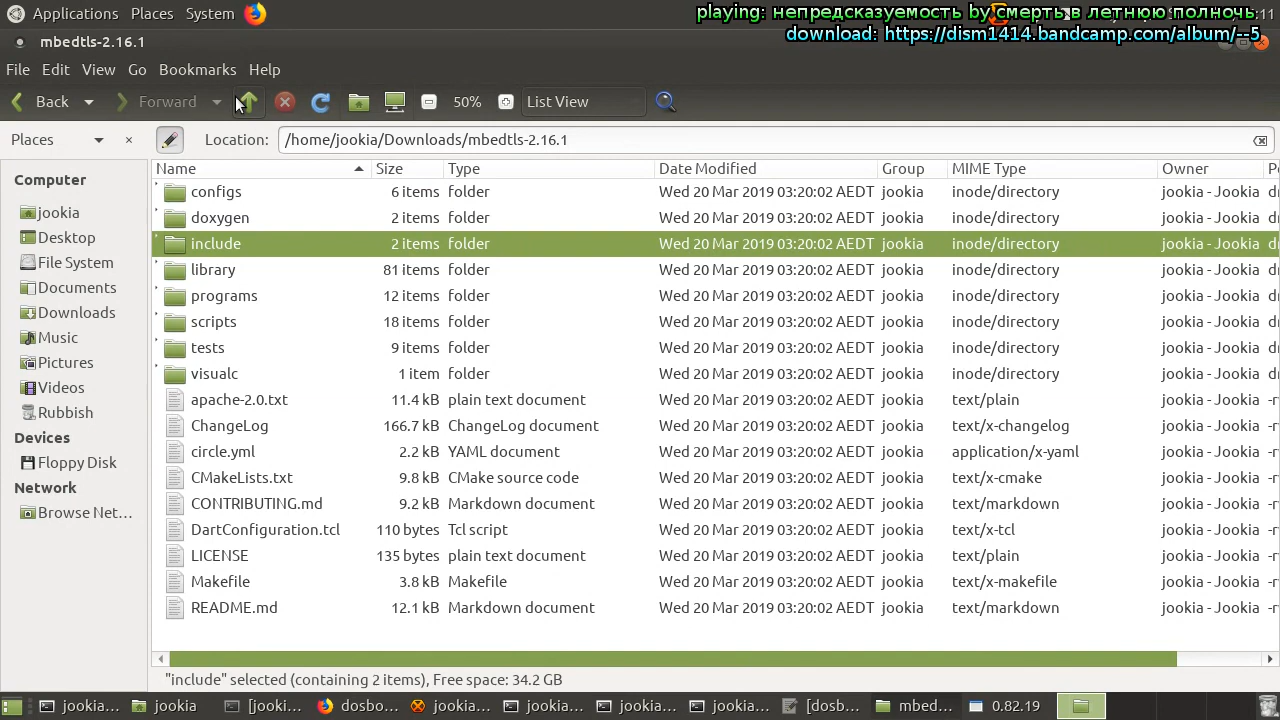 Applications Places System
playing: непредсказуемость by смерть в летнюю полночь
:11
download: https://dism1414.bandcamp.com/album/--5
mbedtls-2.16.1
File Edit View Go Bookmarks Help
Back Forward 50% List View
Places Location: /home/jookia/Downloads/mbedtls-2.16.1
Name Size Type Date Modified Group MIME Type Owner
Computer
jookia
Desktop
File System
Documents
Downloads
Music
Pictures
Videos
Rubbish
Devices
Floppy Disk
Network
Browse Net…
configs 6 items folder Wed 20 Mar 2019 03:20:02 AEDT jookia inode/directory jookia - Jookia
doxygen 2 items folder Wed 20 Mar 2019 03:20:02 AEDT jookia inode/directory jookia - Jookia
include 2 items folder Wed 20 Mar 2019 03:20:02 AEDT jookia inode/directory jookia - Jookia
library 81 items folder Wed 20 Mar 2019 03:20:02 AEDT jookia inode/directory jookia - Jookia
programs 12 items folder Wed 20 Mar 2019 03:20:02 AEDT jookia inode/directory jookia - Jookia
scripts 18 items folder Wed 20 Mar 2019 03:20:02 AEDT jookia inode/directory jookia - Jookia
tests 9 items folder Wed 20 Mar 2019 03:20:02 AEDT jookia inode/directory jookia - Jookia
visualc 1 item folder Wed 20 Mar 2019 03:20:02 AEDT jookia inode/directory jookia - Jookia
apache-2.0.txt 11.4 kB plain text document Wed 20 Mar 2019 03:20:02 AEDT jookia text/plain jookia - Jookia
ChangeLog 166.7 kB ChangeLog document Wed 20 Mar 2019 03:20:02 AEDT jookia text/x-changelog jookia - Jookia
circle.yml 2.2 kB YAML document Wed 20 Mar 2019 03:20:02 AEDT jookia application/x-yaml jookia - Jookia
CMakeLists.txt 9.8 kB CMake source code Wed 20 Mar 2019 03:20:02 AEDT jookia text/x-cmake jookia - Jookia
CONTRIBUTING.md 9.2 kB Markdown document Wed 20 Mar 2019 03:20:02 AEDT jookia text/markdown jookia - Jookia
DartConfiguration.tcl 110 bytes Tcl script Wed 20 Mar 2019 03:20:02 AEDT jookia text/x-tcl jookia - Jookia
LICENSE 135 bytes plain text document Wed 20 Mar 2019 03:20:02 AEDT jookia text/plain jookia - Jookia
Makefile 3.8 kB Makefile Wed 20 Mar 2019 03:20:02 AEDT jookia text/x-makefile jookia - Jookia
README.md 12.1 kB Markdown document Wed 20 Mar 2019 03:20:02 AEDT jookia text/markdown jookia - Jookia
"include" selected (containing 2 items), Free space: 34.2 GB
jookia… jookia [jooki… dosbo… jookia… jookia… jookia… jookia… [dosb… mbed… 0.82.19